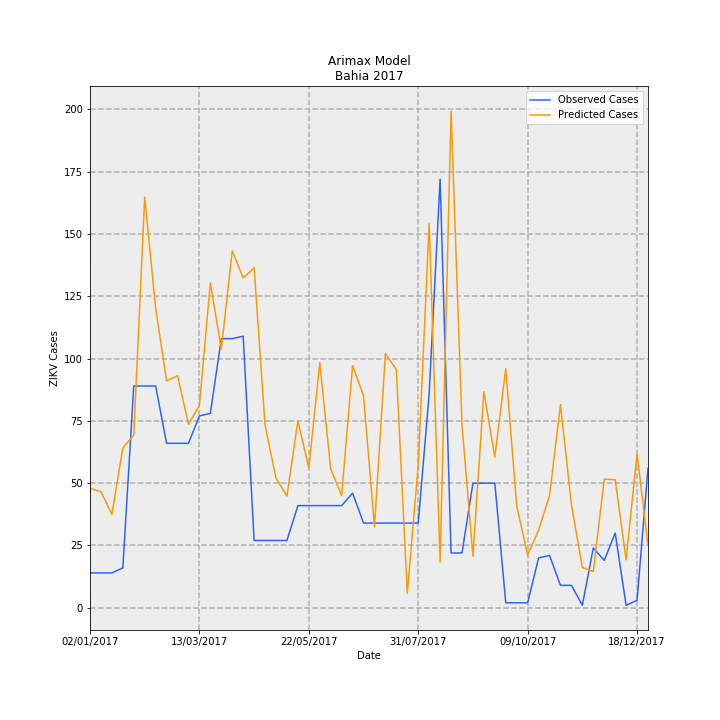 Arimax Model
Bahia 2017
Observed Cases
Predicted Cases
ZIKV Cases
200
175
150
125
100
75
50
25
0
02/01/2017 13/03/2017 22/05/2017 31/07/2017 09/10/2017 18/12/2017
Date